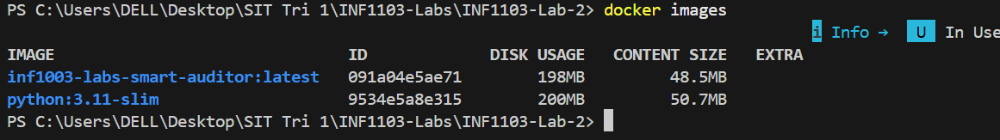 PS C:\Users\DELL\Desktop\SIT Tri 1\INF1103-Labs\INF1103-Lab-2> docker images
i Info → U In Use
IMAGE ID DISK USAGE CONTENT SIZE EXTRA
inf1003-labs-smart-auditor:latest 091a04e5ae71 198MB 48.5MB
python:3.11-slim 9534e5a8e315 200MB 50.7MB
PS C:\Users\DELL\Desktop\SIT Tri 1\INF1103-Labs\INF1103-Lab-2>